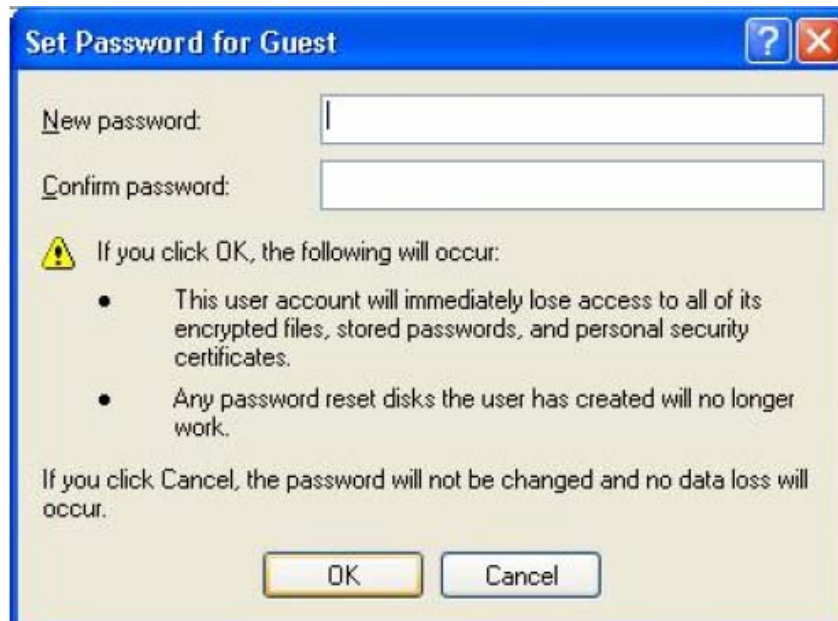 Set Password for Guest
New password:
Confirm password:
If you click OK, the following will occur:
• This user account will immediately lose access to all of its
encrypted files, stored passwords, and personal security
certificates.
• Any password reset disks the user has created will no longer
work.
If you click Cancel, the password will not be changed and no data loss will
occur.
OK Cancel